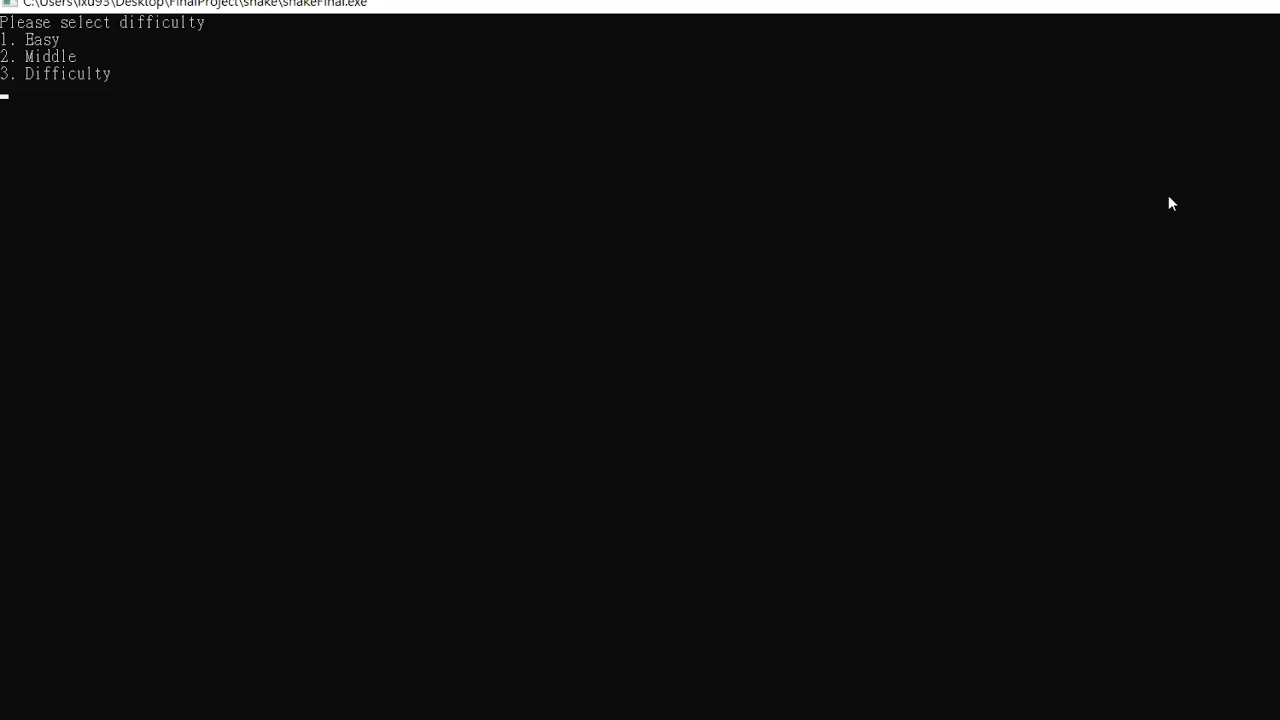 C:\Users\lxu93\Desktop\FinalProject\snake\snakeFinal.exe
Please select difficulty
1. Easy
2. Middle
3. Difficulty